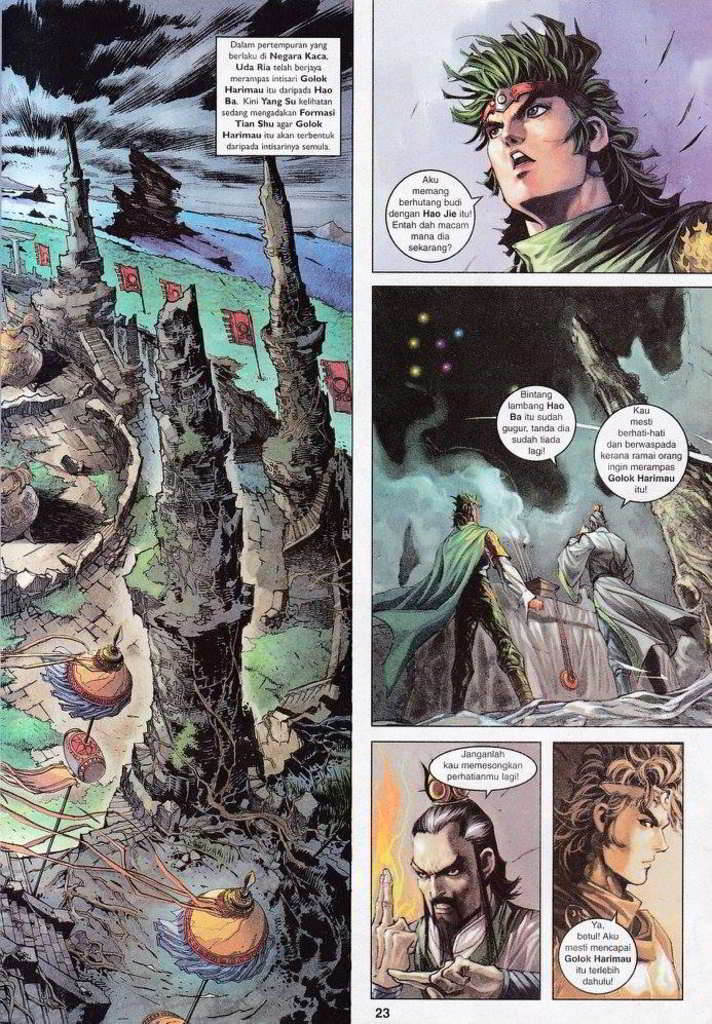 Dalam pertempuran yang
berlaku di Negara Kaca,
Uda Ria telah berjaya
merampas intisari Golok
Harimau itu daripada Hao
Ba. Kini Yang Su kelihatan
sedang mengadakan Formasi
Tian Shu agar Golok
Harimau itu akan terbentuk
daripada intisarinya semula.
Aku
memang
berhutang budi
dengan Hao Jie itu!
Entah dah macam
mana dia
sekarang?
Bintang
lambang Hao
Ba itu sudah
gugur, tanda dia
sudah tiada
lagi!
Kau
mesti
berhati-hati
dan berwaspada
kerana ramai orang
ingin merampas
Golok Harimau
itu!
Janganlah
kau memesongkan
perhatianmu lagi!
Ya,
betul! Aku
mesti mencapai
Golok Harimau
itu terlebih
dahulu!
23